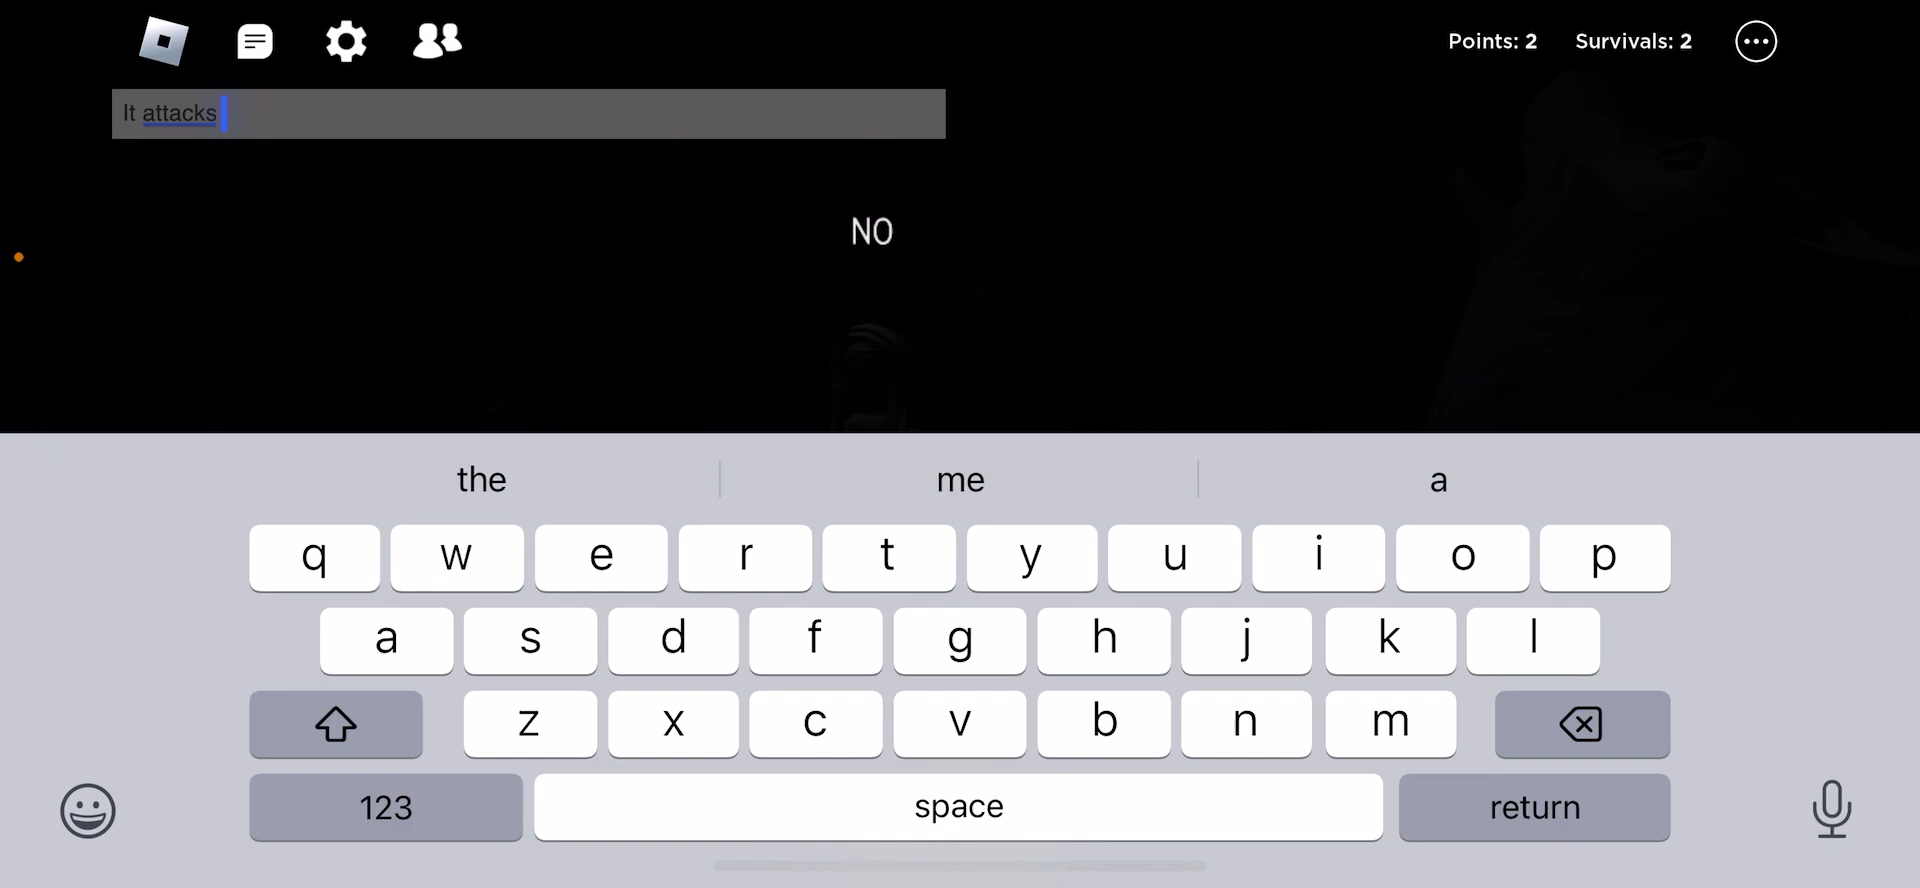 Points: 2 Survivals: 2
It attacks
NO
the me a
q w e r t y u i o p
a s d f g h j k l
z x c v b n m
123 space return